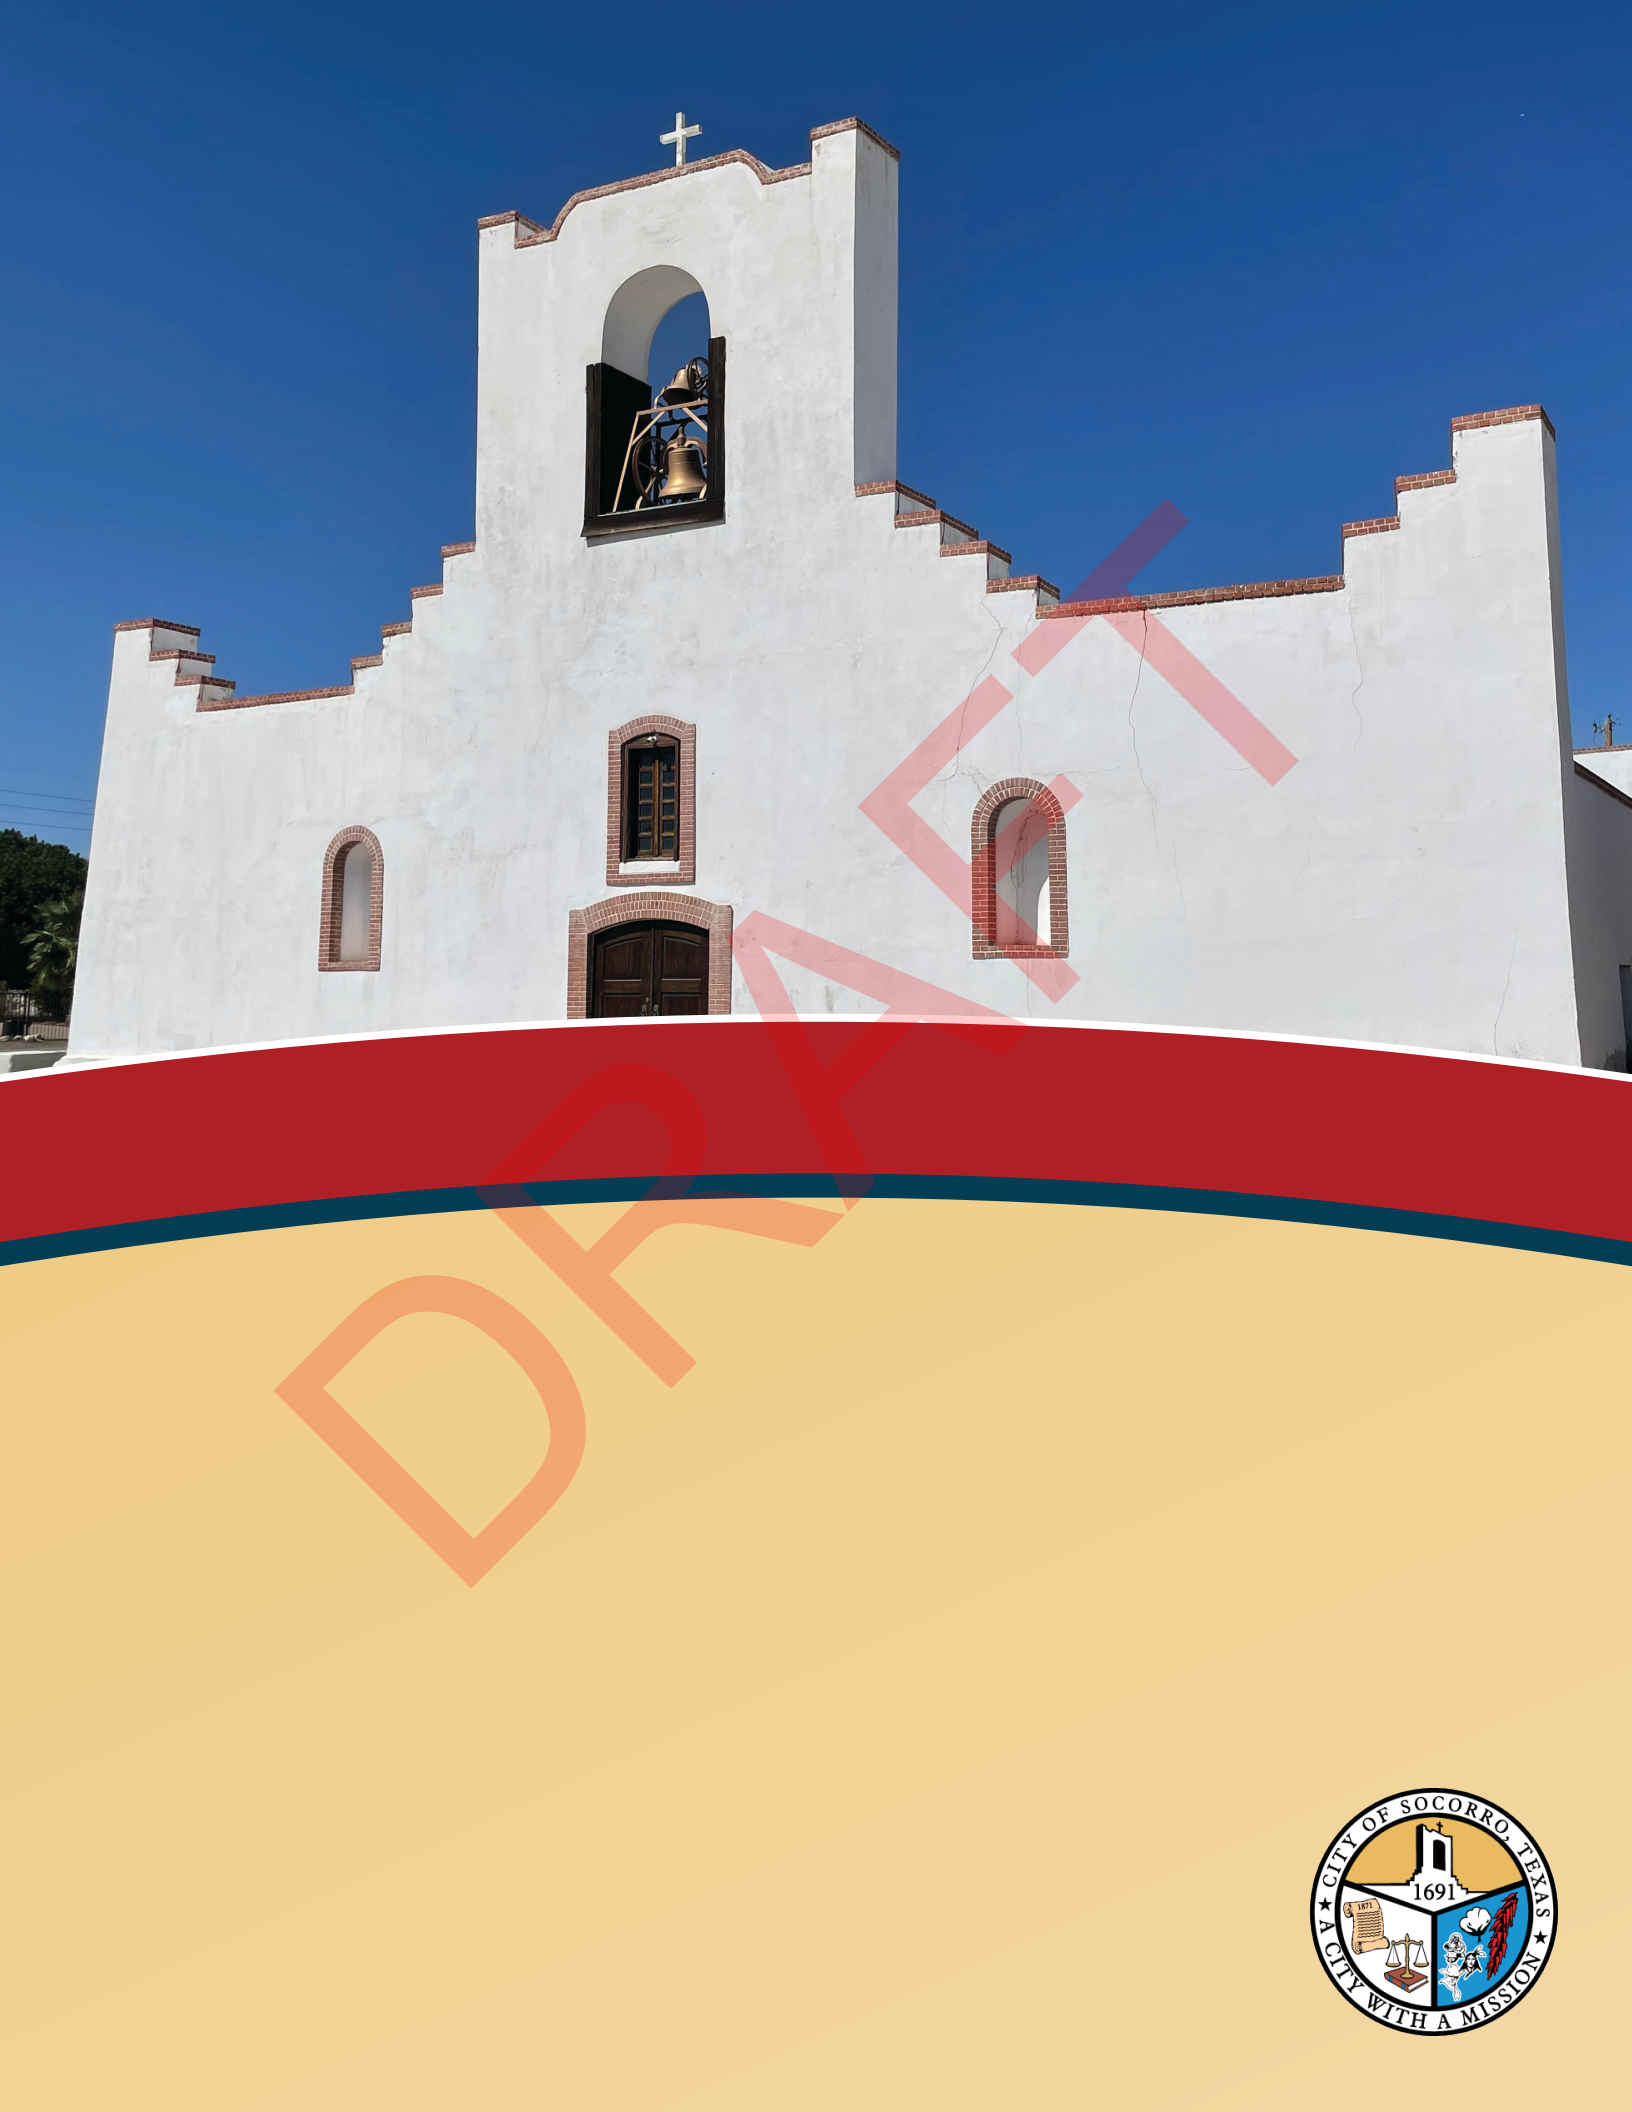 DRAFT
CITY OF SOCORRO, TEXAS
1691
1871
★ A CITY WITH A MISSION ★